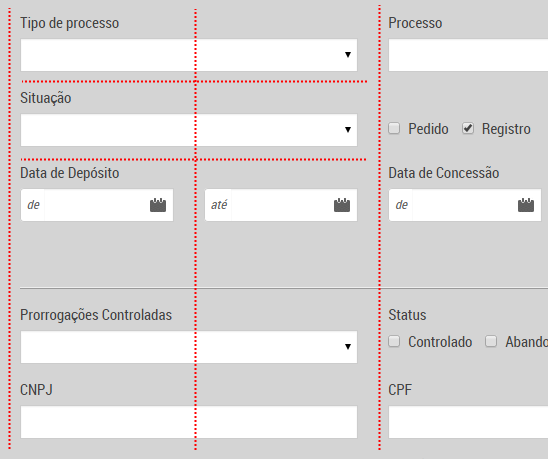 Tipo de processo
Processo
Situação
Pedido
Registro
Data de Depósito
Data de Concessão
de
até
de
Prorrogações Controladas
Status
Controlado
Abando
CNPJ
CPF